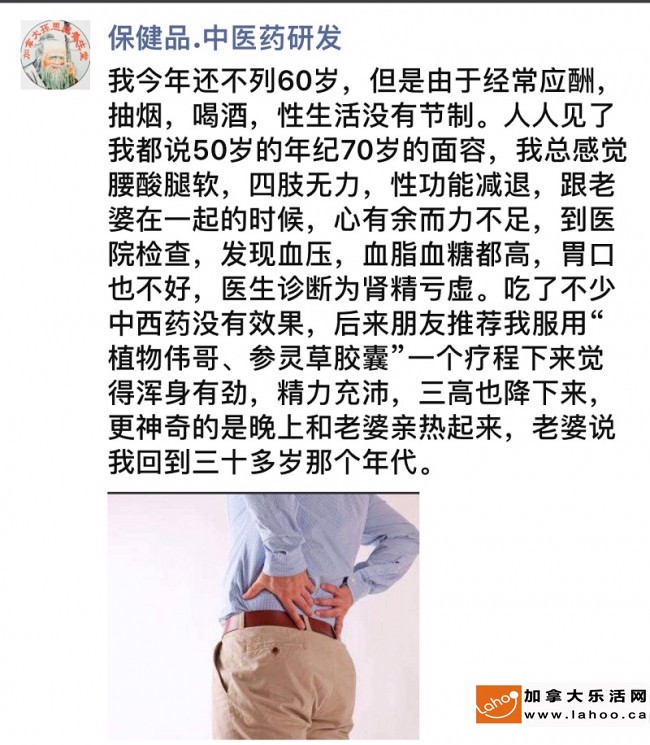 保健品.中医药研发
我今年还不列60岁，但是由于经常应酬，
抽烟，喝酒，性生活没有节制。人人见了
我都说50岁的年纪70岁的面容，我总感觉
腰酸腿软，四肢无力，性功能减退，跟老
婆在一起的时候，心有余而力不足，到医
院检查，发现血压，血脂血糖都高，胃口
也不好，医生诊断为肾精亏虚。吃了不少
中西药没有效果，后来朋友推荐我服用“
植物伟哥、参灵草胶囊”一个疗程下来觉
得浑身有劲，精力充沛，三高也降下来，
更神奇的是晚上和老婆亲热起来，老婆说
我回到三十多岁那个年代。
Lahoo
加拿大乐活网
www.lahoo.ca